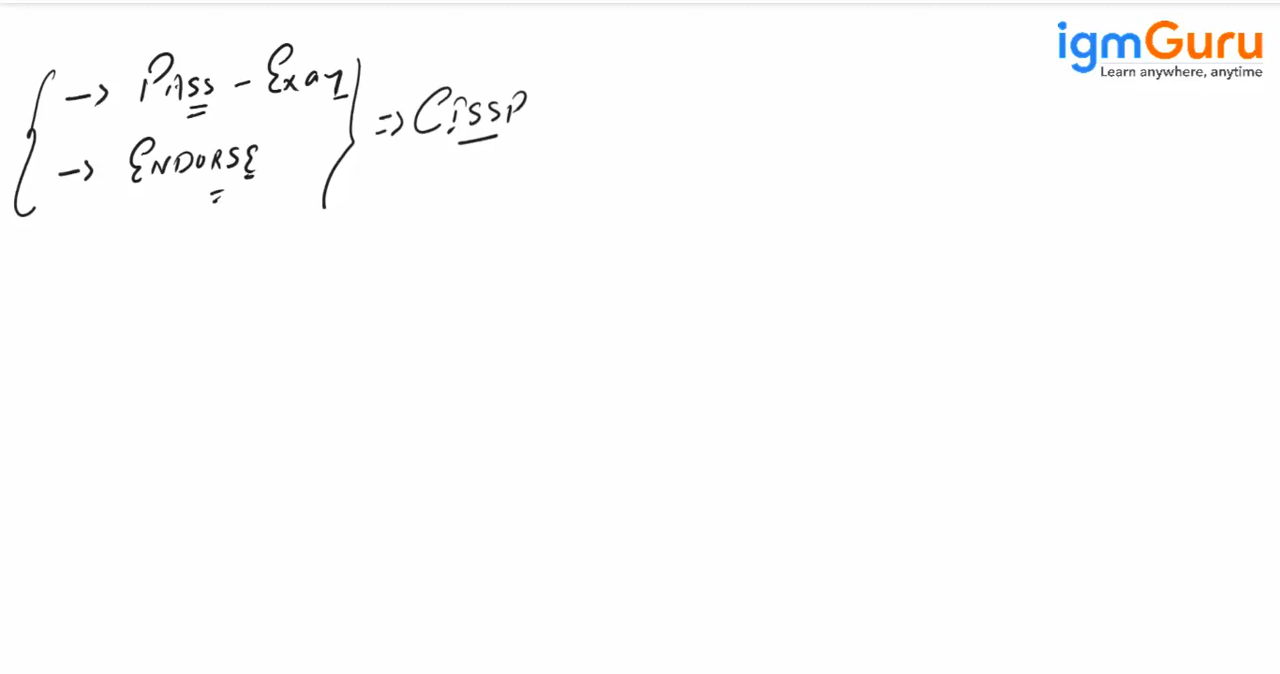 → PASS - Exam
→ ENDORSE
⇒ CISSP
igmGuru
Learn anywhere, anytime